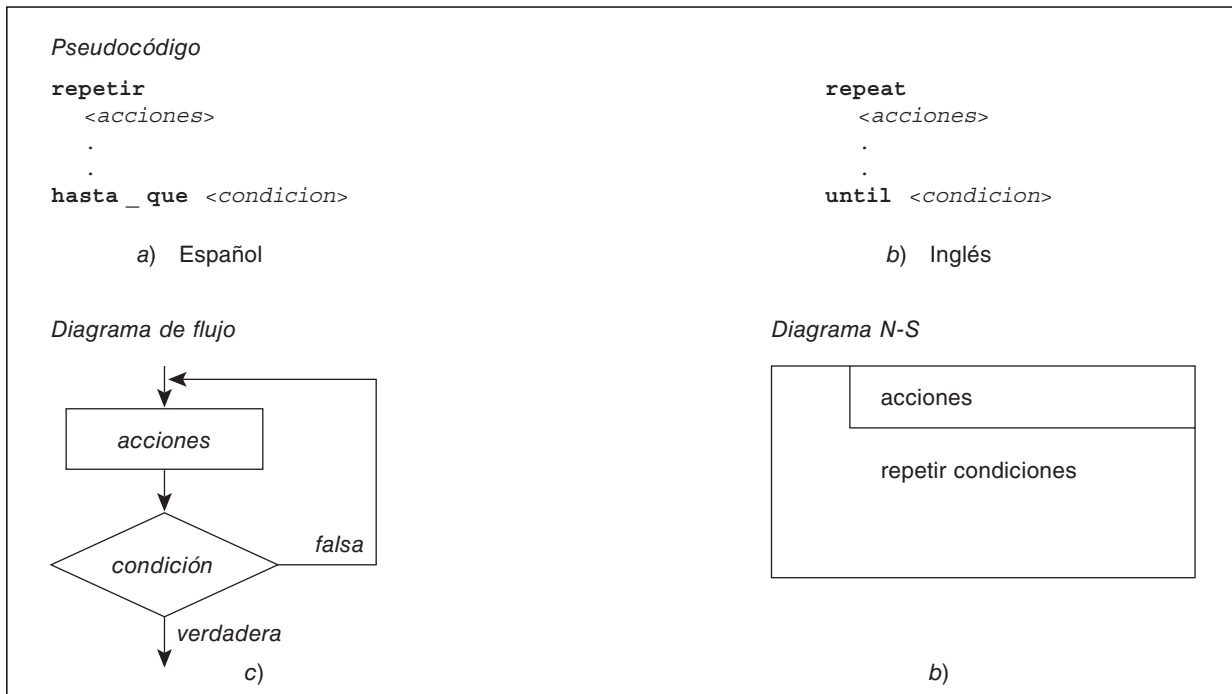 Pseudocódigo
repetir
<acciones>
.
.
hasta _ que <condicion>
a) Español
repeat
<acciones>
.
.
until <condicion>
b) Inglés
Diagrama de flujo
acciones
condición
falsa
verdadera
c)
Diagrama N-S
acciones
repetir condiciones
b)